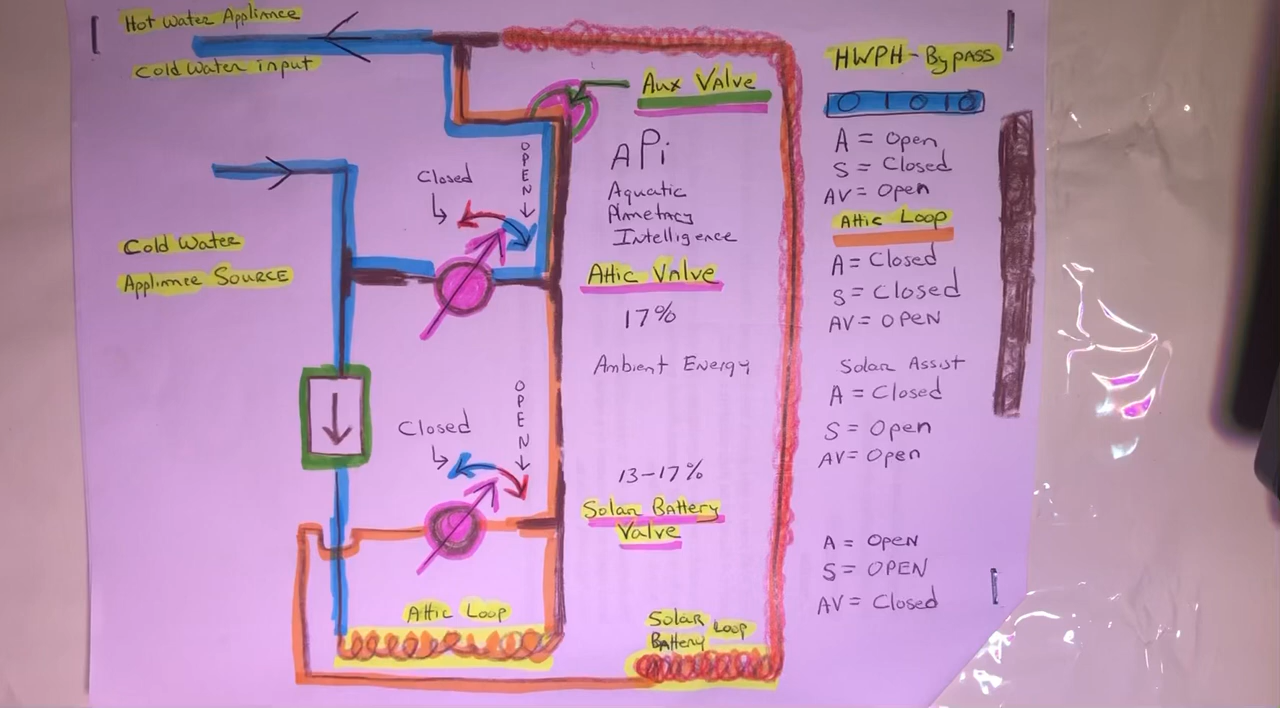 Hot Water Appliance
Cold Water input
Cold Water
Appliance Source
Closed
OPEN
Closed
OPEN
Attic Loop
Aux Valve
APi
Aquatic
Intelligence
Attic Valve
17%
Ambient Energy
13-17%
Solar Battery
Valve
Solar Loop
Battery
HWPH-Bypass
0 1 0 1 0
A = Open
S = Closed
AV = Open
Attic Loop
A = Closed
S = Closed
AV = OPEN
Solar Assist
A = Closed
S = Open
AV = Open
A = OPEN
S = OPEN
AV = Closed